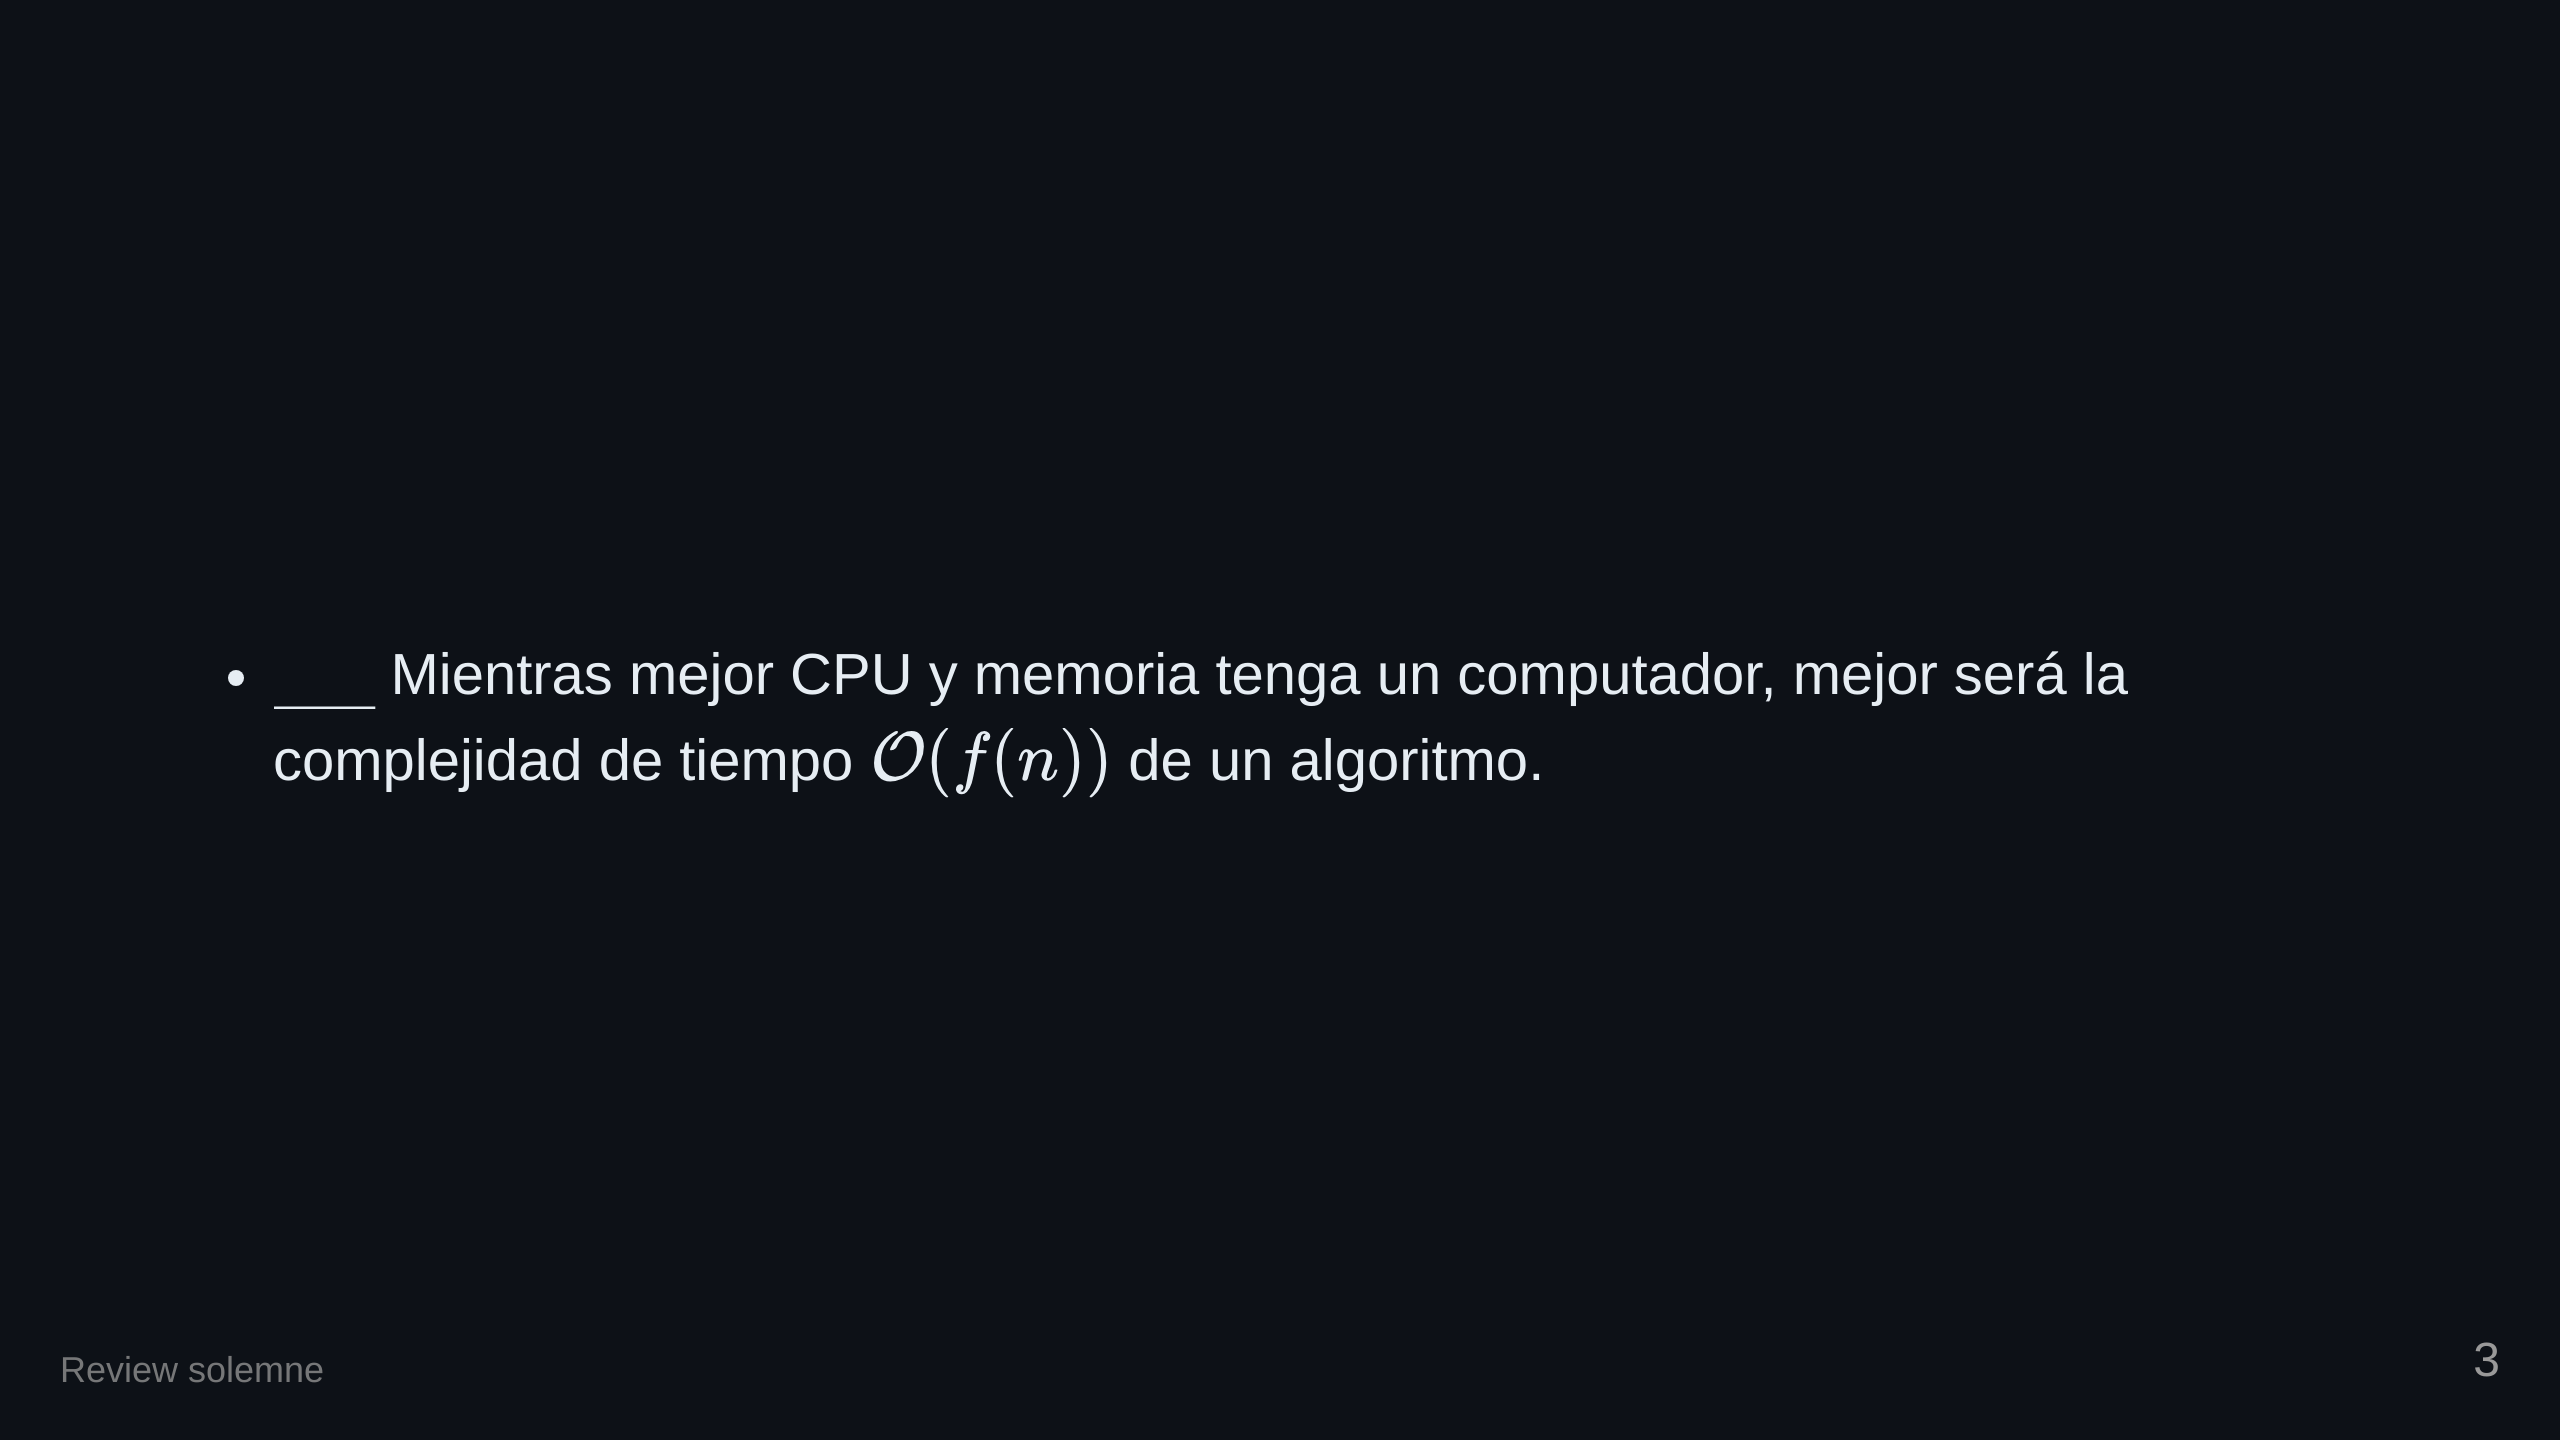 • ___ Mientras mejor CPU y memoria tenga un computador, mejor será la
complejidad de tiempo 𝒪(f(n)) de un algoritmo.
Review solemne
3